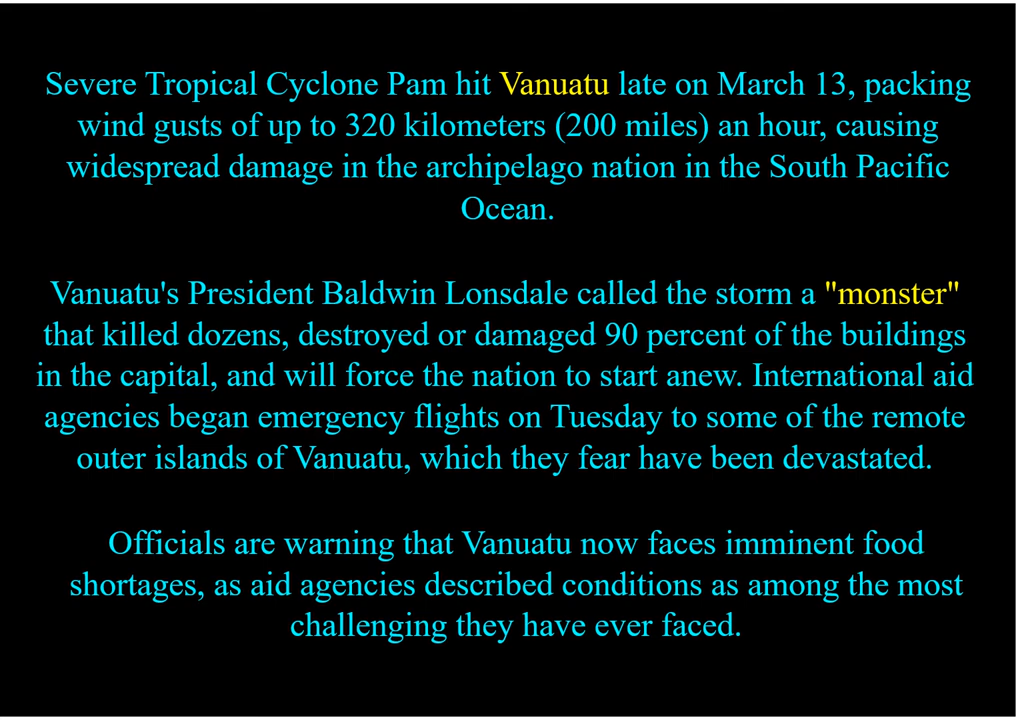 Severe Tropical Cyclone Pam hit Vanuatu late on March 13, packing
wind gusts of up to 320 kilometers (200 miles) an hour, causing
widespread damage in the archipelago nation in the South Pacific
Ocean.
Vanuatu's President Baldwin Lonsdale called the storm a "monster"
that killed dozens, destroyed or damaged 90 percent of the buildings
in the capital, and will force the nation to start anew. International aid
agencies began emergency flights on Tuesday to some of the remote
outer islands of Vanuatu, which they fear have been devastated.
Officials are warning that Vanuatu now faces imminent food
shortages, as aid agencies described conditions as among the most
challenging they have ever faced.